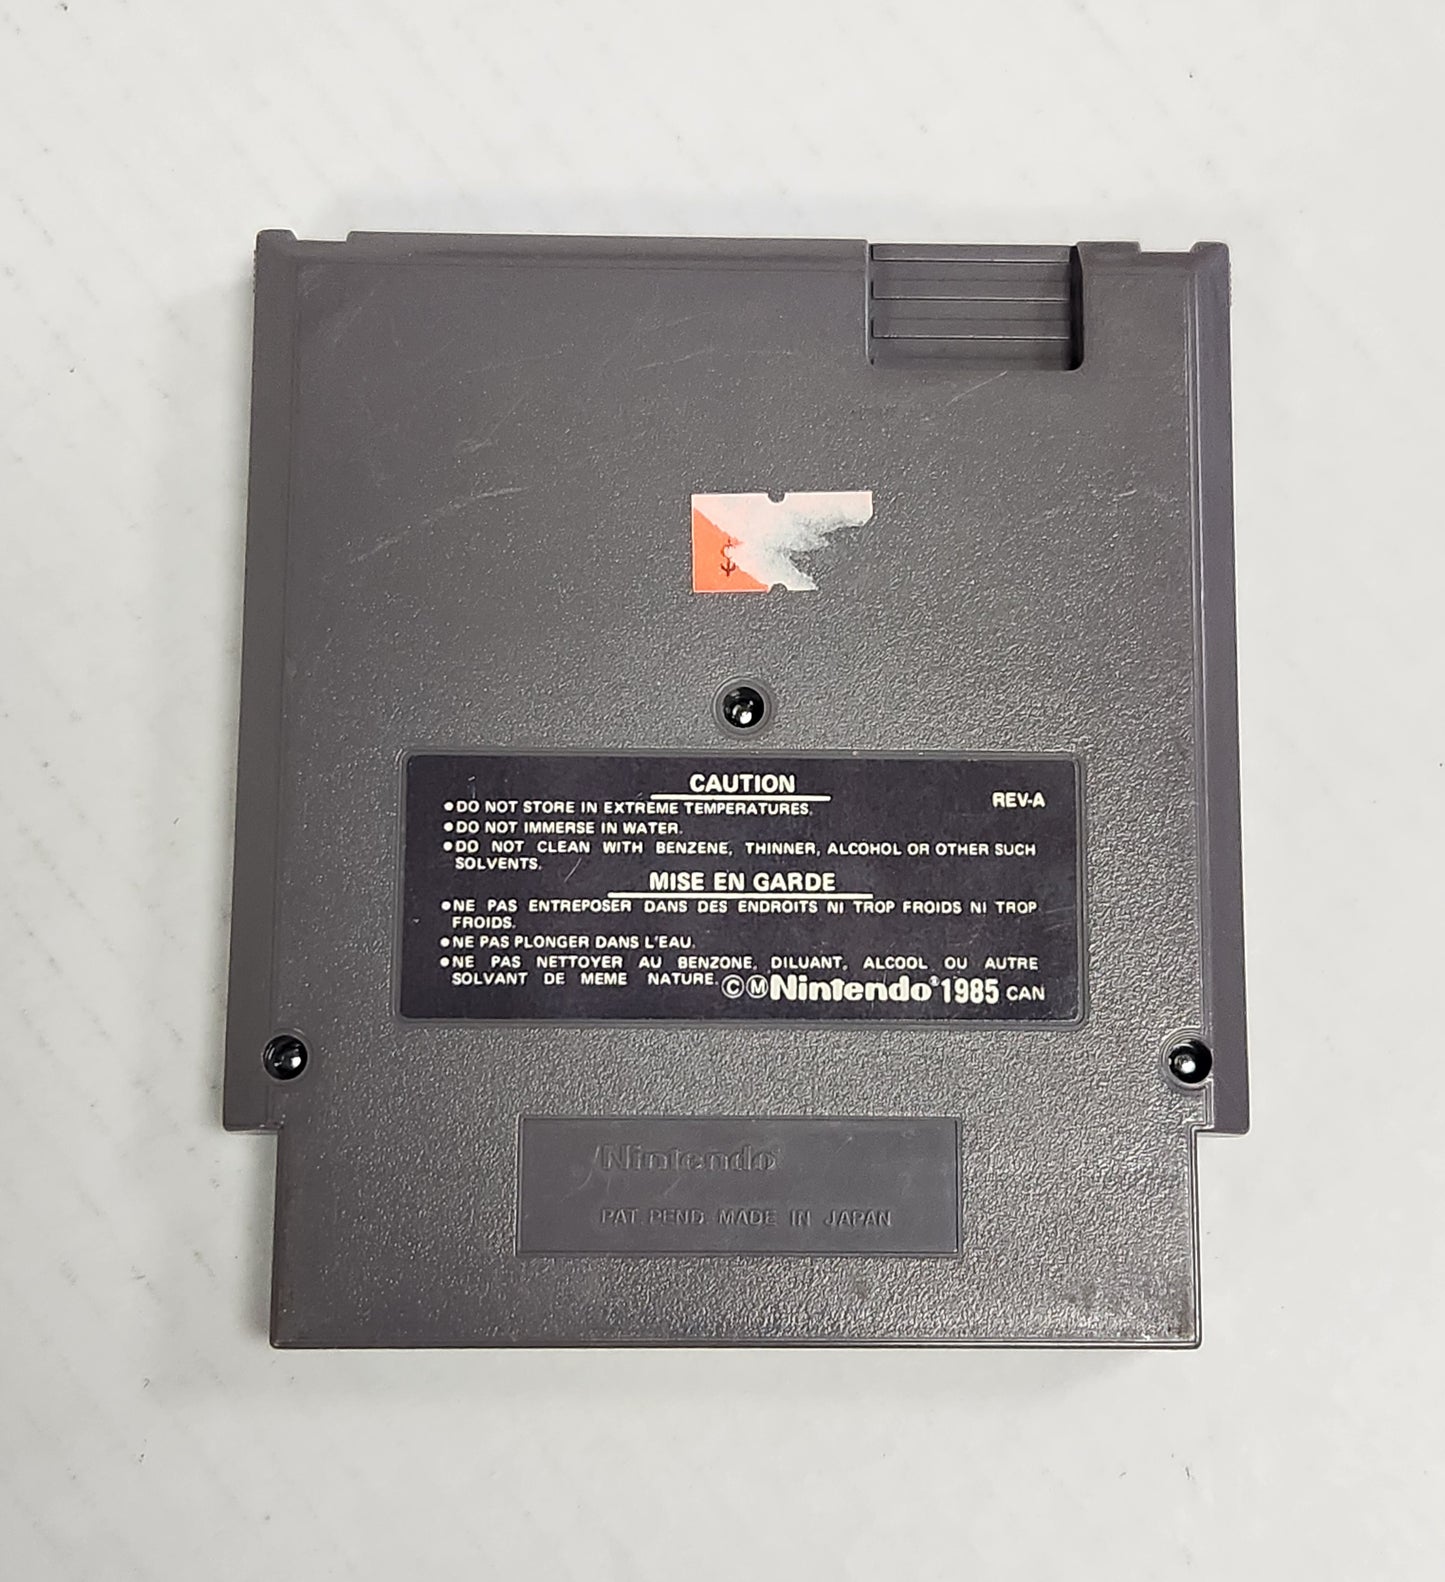 $
CAUTION
REV-A
●DO NOT STORE IN EXTREME TEMPERATURES.
●DO NOT IMMERSE IN WATER.
●DO NOT CLEAN WITH BENZENE, THINNER, ALCOHOL OR OTHER SUCH
SOLVENTS.
MISE EN GARDE
●NE PAS ENTREPOSER DANS DES ENDROITS NI TROP FROIDS NI TROP
FROIDS.
●NE PAS PLONGER DANS L'EAU.
●NE PAS NETTOYER AU BENZONE, DILUANT, ALCOOL OU AUTRE
SOLVANT DE MEME NATURE.
ⒸⓂNintendo® 1985 CAN
Nintendo
PAT. PEND. MADE IN JAPAN